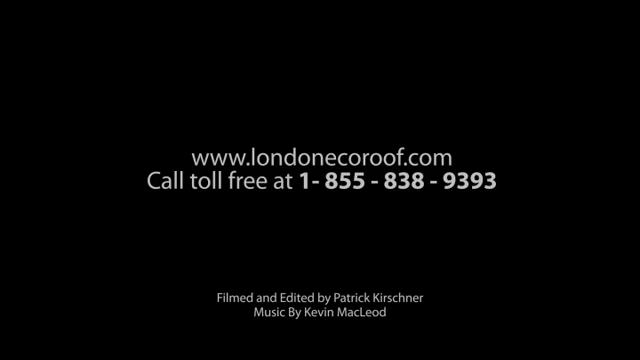 www.londonecoroof.com
Call toll free at 1- 855 - 838 - 9393
Filmed and Edited by Patrick Kirschner
Music By Kevin MacLeod